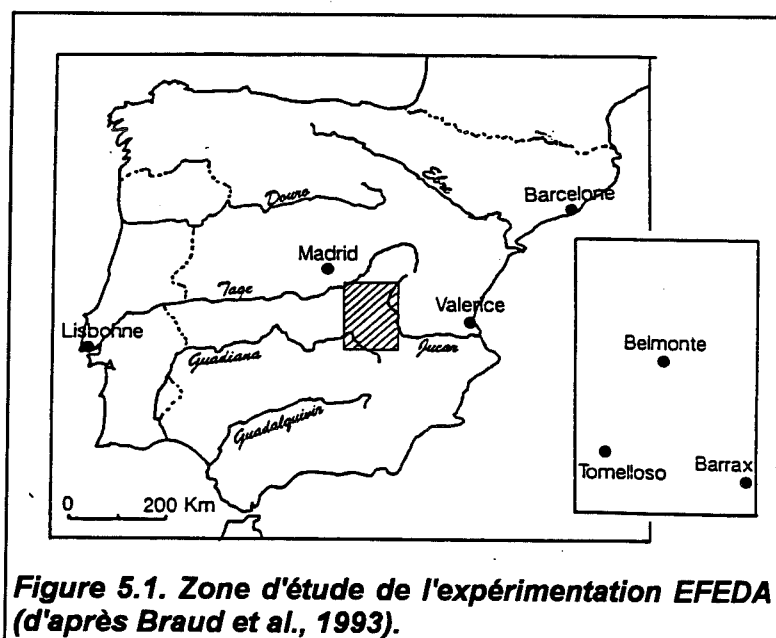 Ebre
Barcelone
Douro
Madrid
Tage
Valence
Lisbonne
Belmonte
Guadiana
Jucar
Guadalquivir
Tomelloso
Barrax
0 200 Km
Figure 5.1. Zone d'étude de l'expérimentation EFEDA
(d'après Braud et al., 1993).